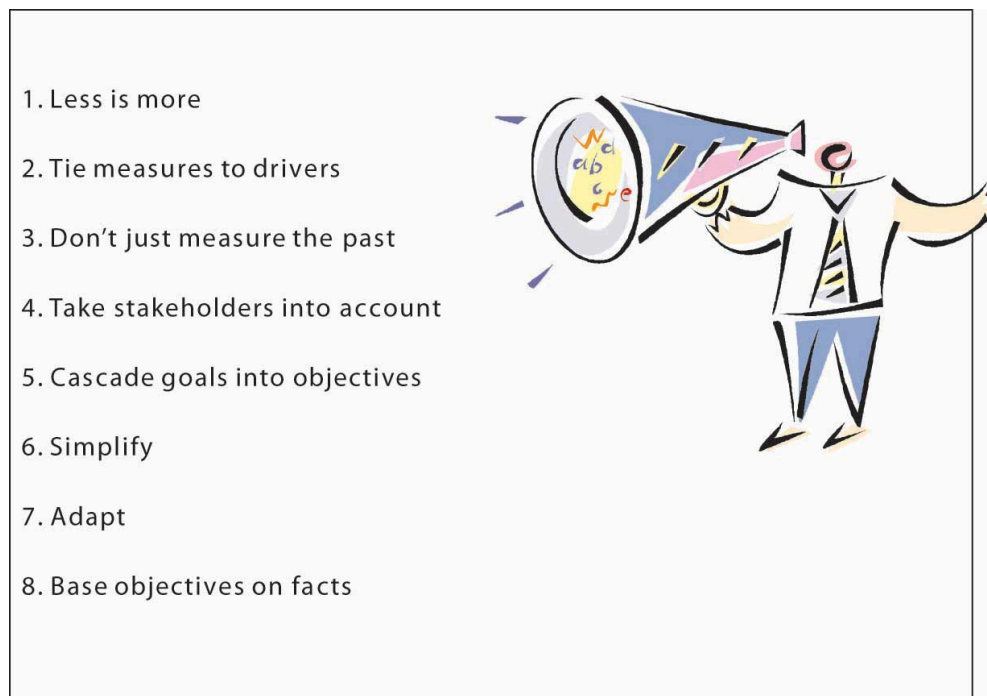 1. Less is more
2. Tie measures to drivers
3. Don’t just measure the past
4. Take stakeholders into account
5. Cascade goals into objectives
6. Simplify
7. Adapt
8. Base objectives on facts
d
a b
c
e